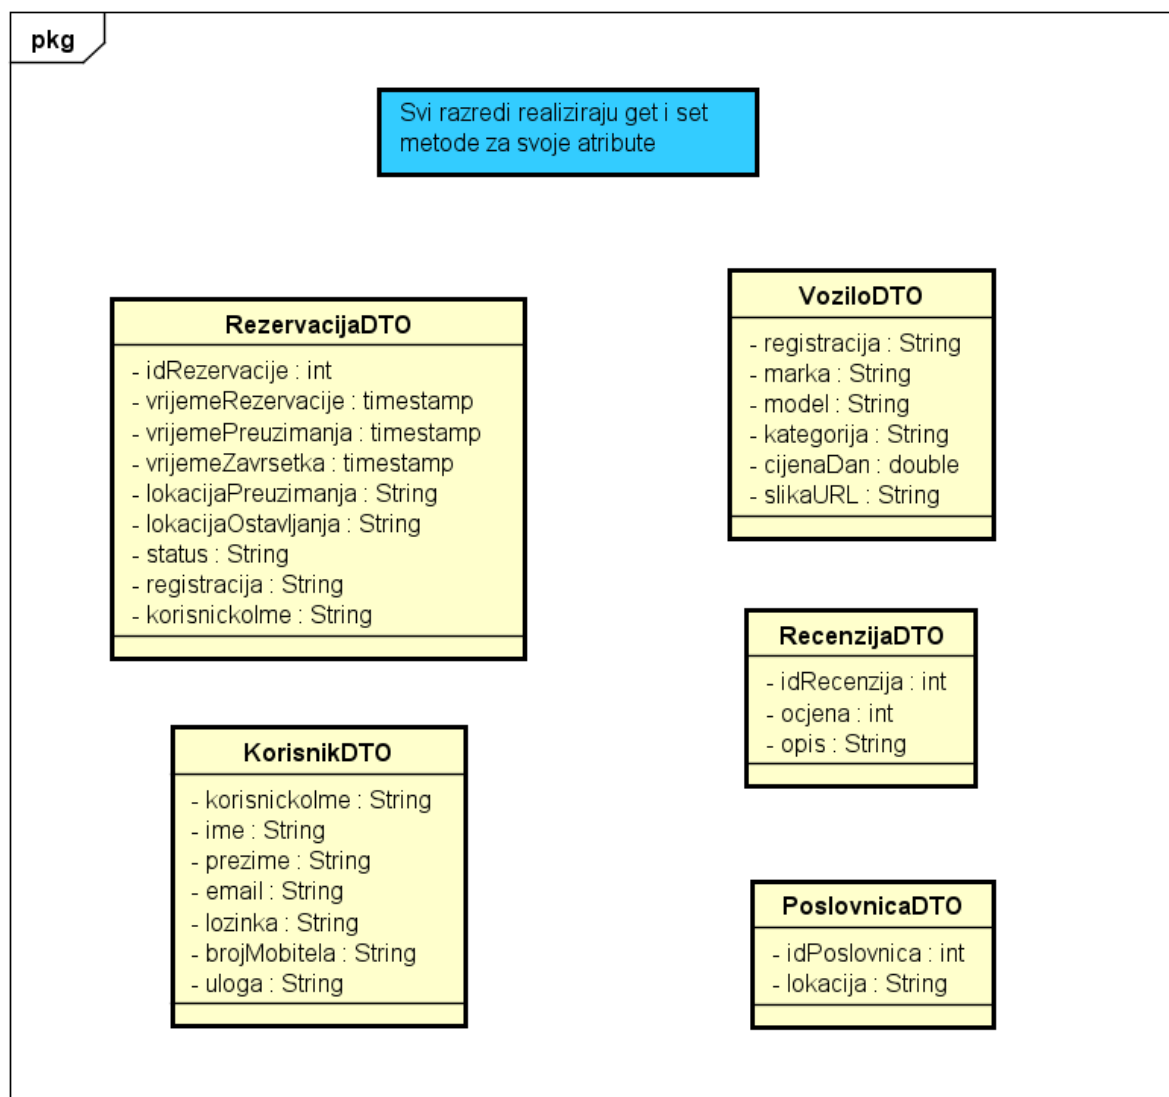 pkg
Svi razredi realiziraju get i set
metode za svoje atribute
RezervacijaDTO
- idRezervacije : int
- vrijemeRezervacije : timestamp
- vrijemePreuzimanja : timestamp
- vrijemeZavrsetka : timestamp
- lokacijaPreuzimanja : String
- lokacijaOstavljanja : String
- status : String
- registracija : String
- korisnickoIme : String
VoziloDTO
- registracija : String
- marka : String
- model : String
- kategorija : String
- cijenaDan : double
- slikaURL : String
RecenzijaDTO
- idRecenzija : int
- ocjena : int
- opis : String
KorisnikDTO
- korisnickoIme : String
- ime : String
- prezime : String
- email : String
- lozinka : String
- brojMobitela : String
- uloga : String
PoslovnicaDTO
- idPoslovnica : int
- lokacija : String